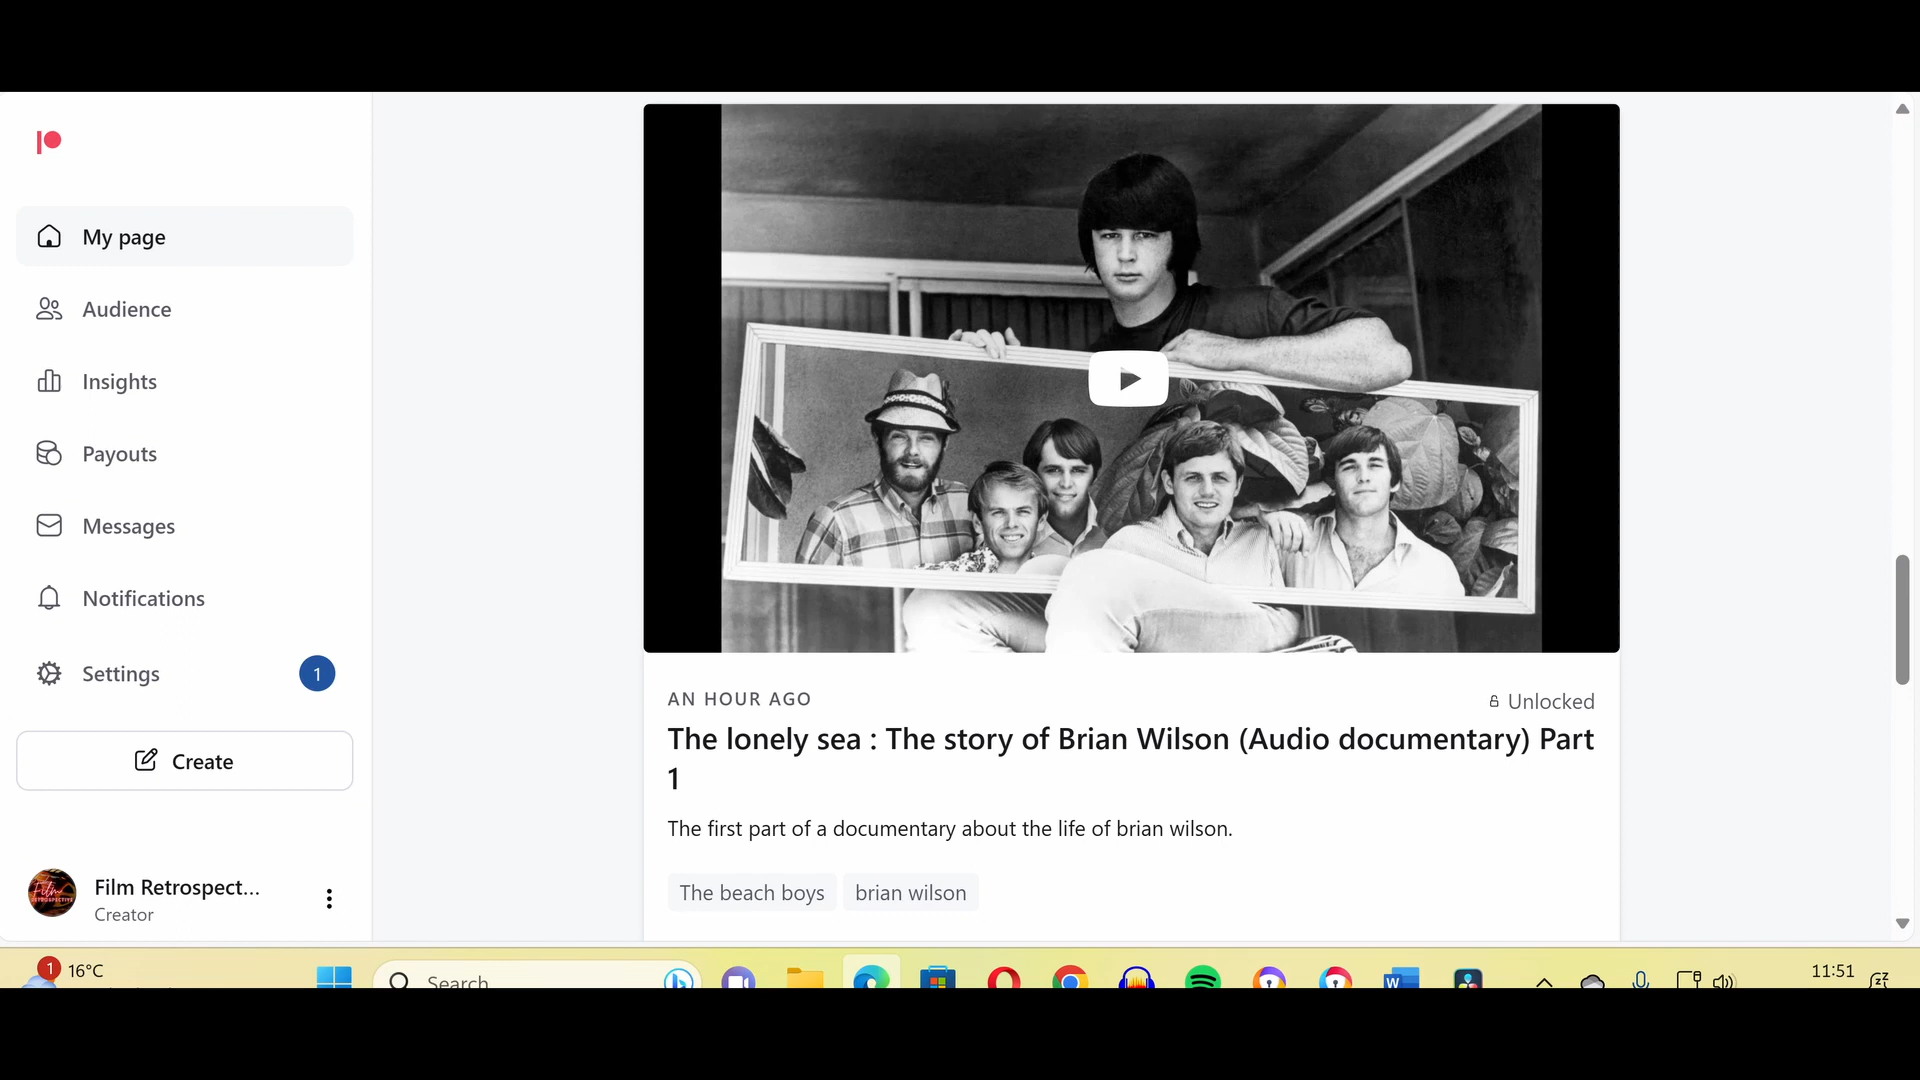 My page
Audience
Insights
Payouts
Messages
Notifications
Settings
1
Create
Film Retrospect...
Creator
AN HOUR AGO
Unlocked
The lonely sea : The story of Brian Wilson (Audio documentary) Part
1
The first part of a documentary about the life of brian wilson.
The beach boys
brian wilson
1
16°C
Search
11:51